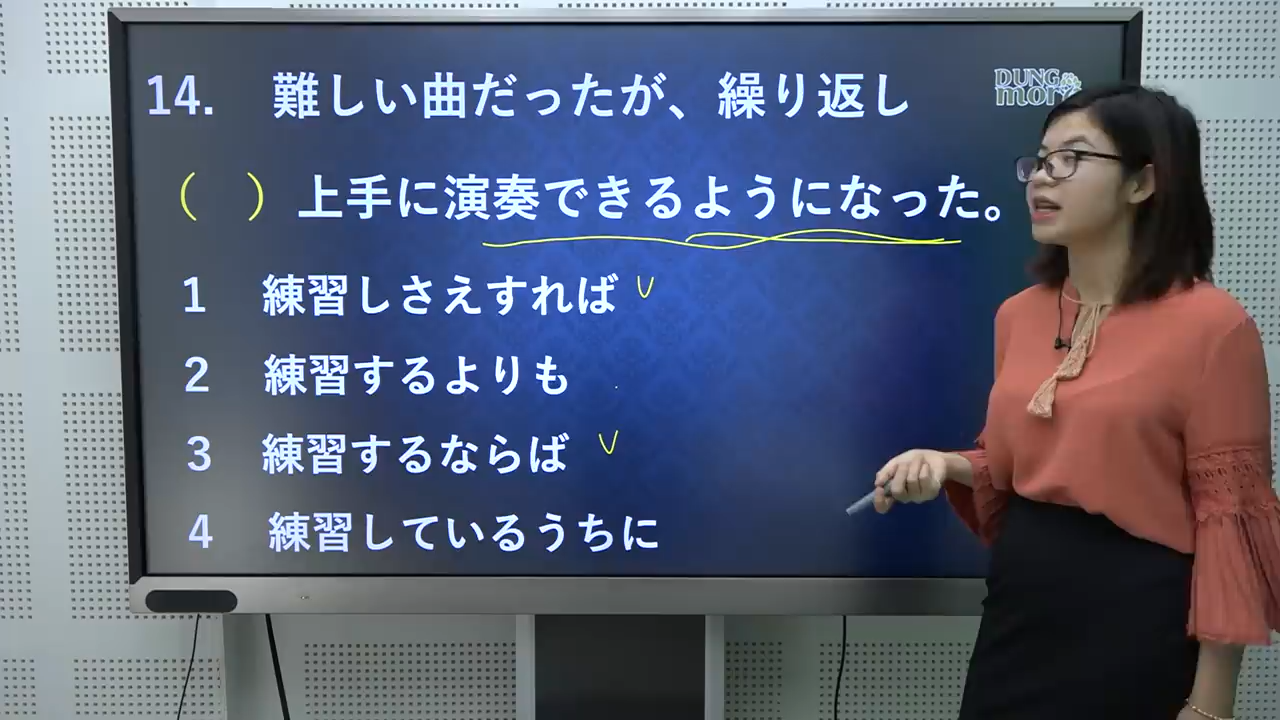 14. 難しい曲だったが、繰り返し
DUNG
mori
（　）上手に演奏できるようになった。
1 練習しさえすれば
2 練習するよりも
3 練習するならば
4 練習しているうちに